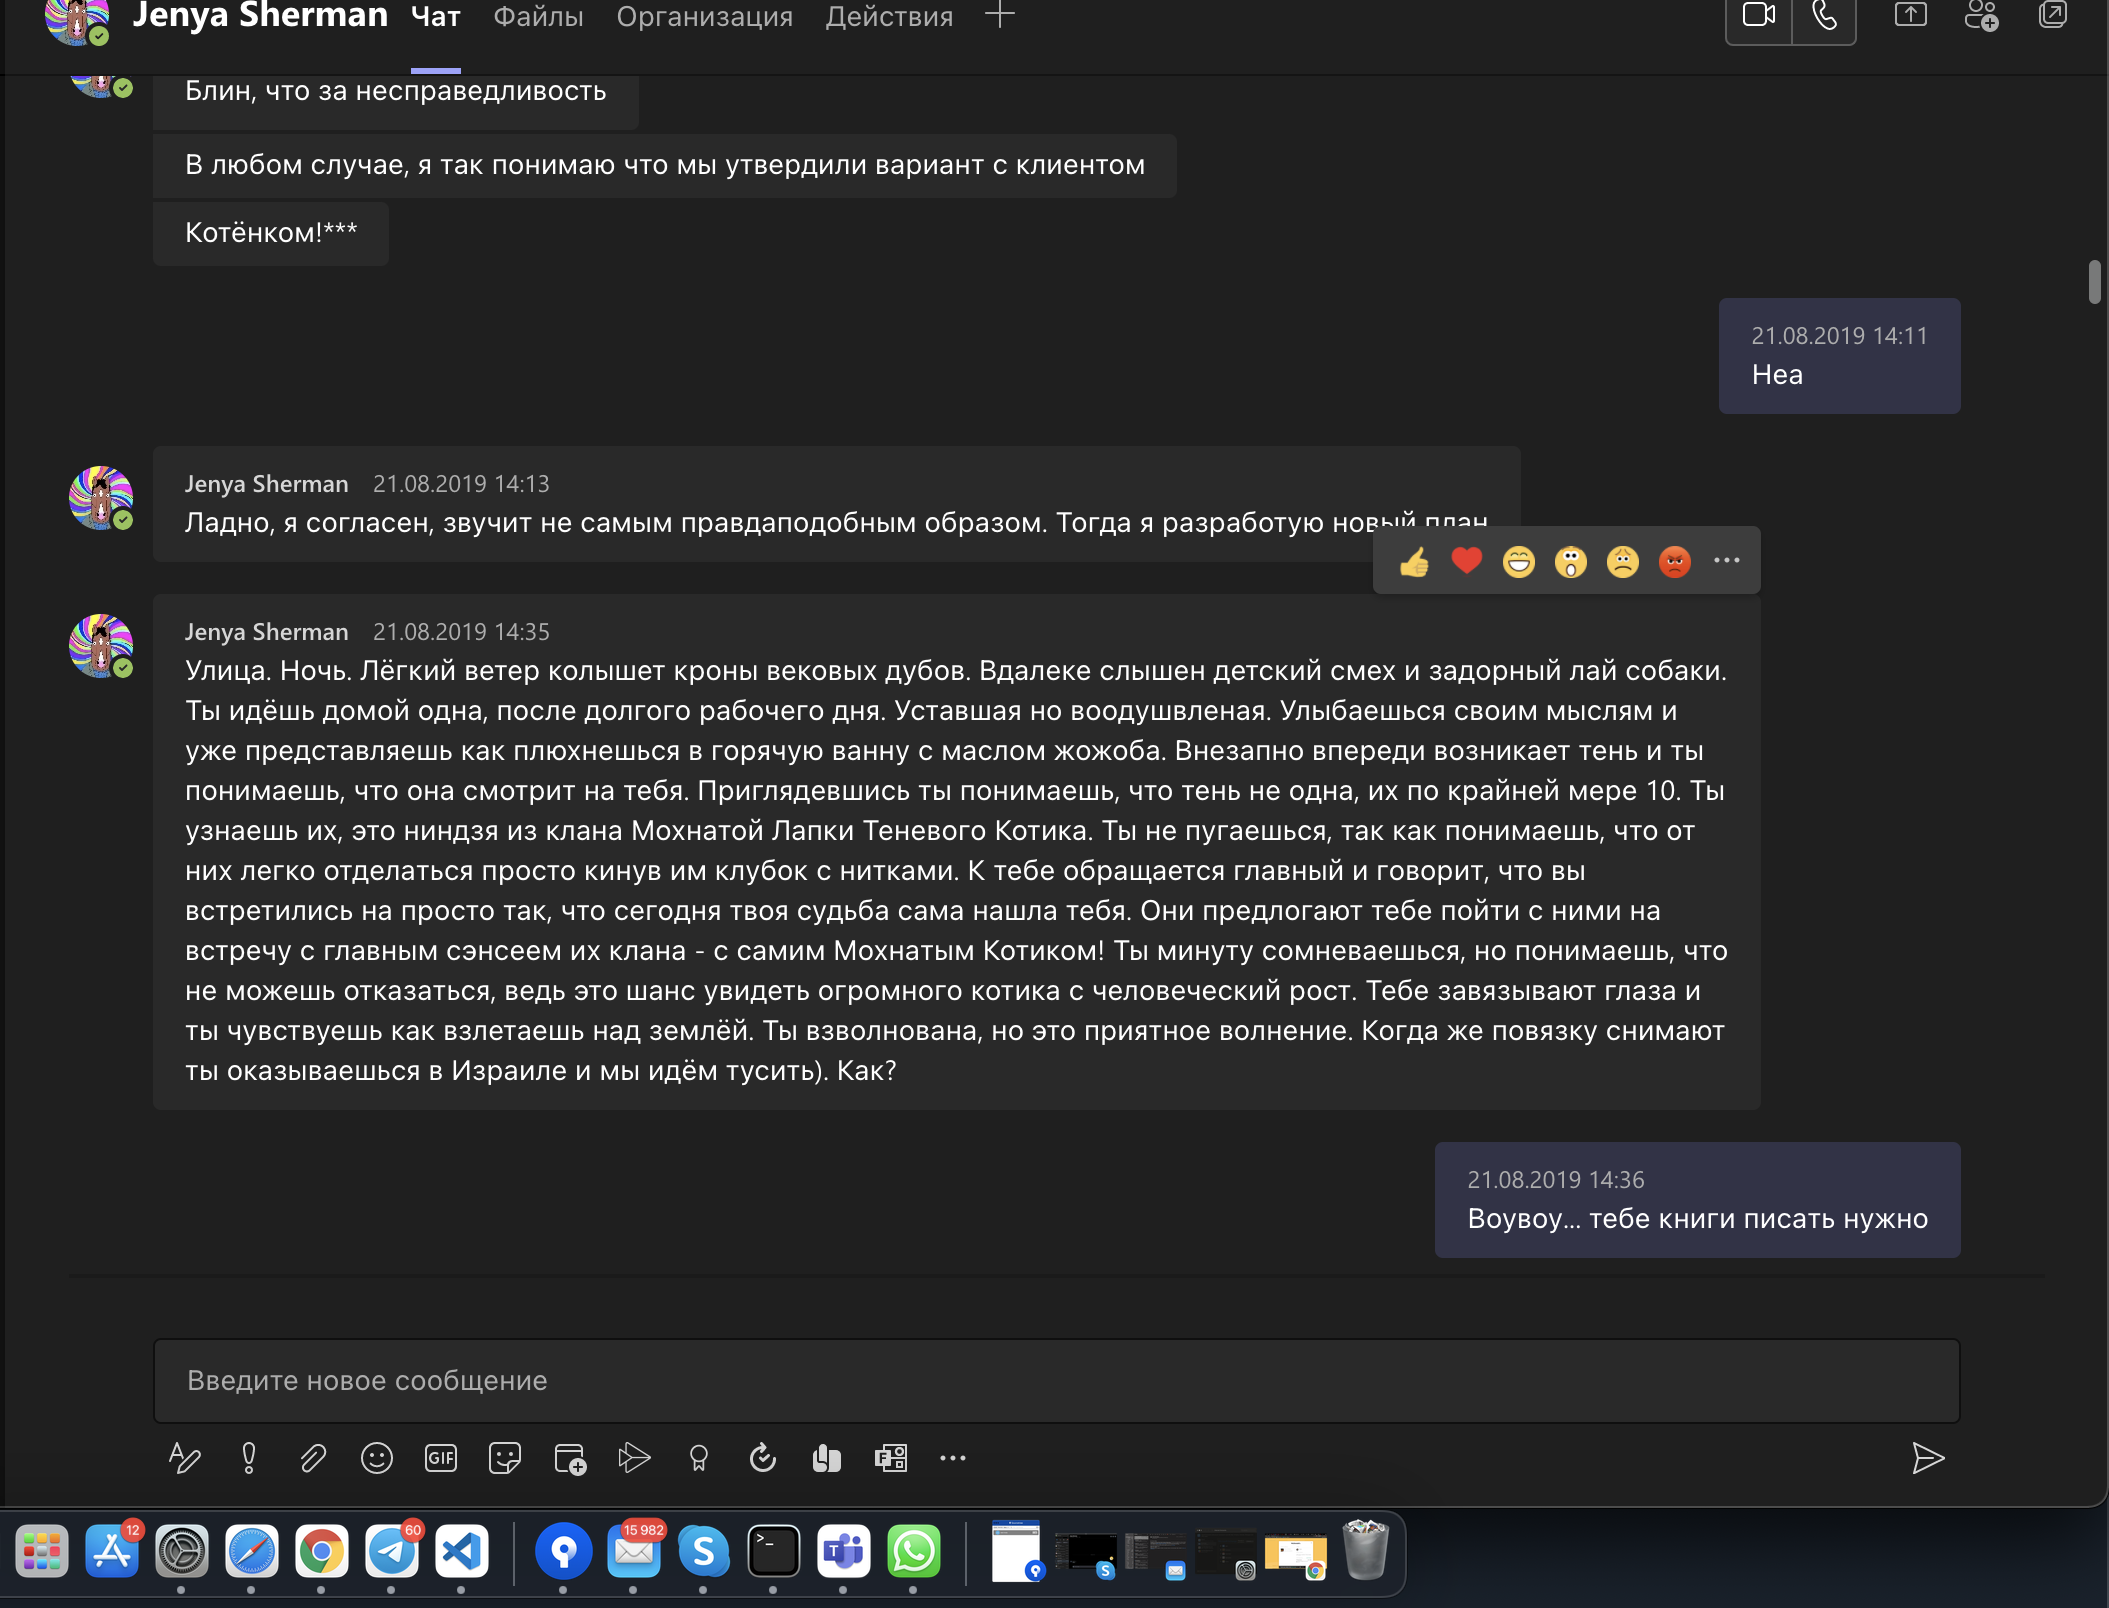 Jenya Sherman Чат Файлы Организация Действия
Блин, что за несправедливость
В любом случае, я так понимаю что мы утвердили вариант с клиентом
Котёнком!***
21.08.2019 14:11
Неа
Jenya Sherman 21.08.2019 14:13
Ладно, я согласен, звучит не самым правдаподобным образом. Тогда я разработую новый план
Jenya Sherman 21.08.2019 14:35
Улица. Ночь. Лёгкий ветер колышет кроны вековых дубов. Вдалеке слышен детский смех и задорный лай собаки.
Ты идёшь домой одна, после долгого рабочего дня. Уставшая но воодушвленая. Улыбаешься своим мыслям и
уже представляешь как плюхнешься в горячую ванну с маслом жожоба. Внезапно впереди возникает тень и ты
понимаешь, что она смотрит на тебя. Приглядевшись ты понимаешь, что тень не одна, их по крайней мере 10. Ты
узнаешь их, это ниндзя из клана Мохнатой Лапки Теневого Котика. Ты не пугаешься, так как понимаешь, что от
них легко отделаться просто кинув им клубок с нитками. К тебе обращается главный и говорит, что вы
встретились на просто так, что сегодня твоя судьба сама нашла тебя. Они предлогают тебе пойти с ними на
встречу с главным сэнсеем их клана - с самим Мохнатым Котиком! Ты минуту сомневаешься, но понимаешь, что
не можешь отказаться, ведь это шанс увидеть огромного котика с человеческий рост. Тебе завязывают глаза и
ты чувствуешь как взлетаешь над землёй. Ты взволнована, но это приятное волнение. Когда же повязку снимают
ты оказываешься в Израиле и мы идём тусить). Как?
21.08.2019 14:36
Воувоу... тебе книги писать нужно
Введите новое сообщение
GIF
12 60 15 982